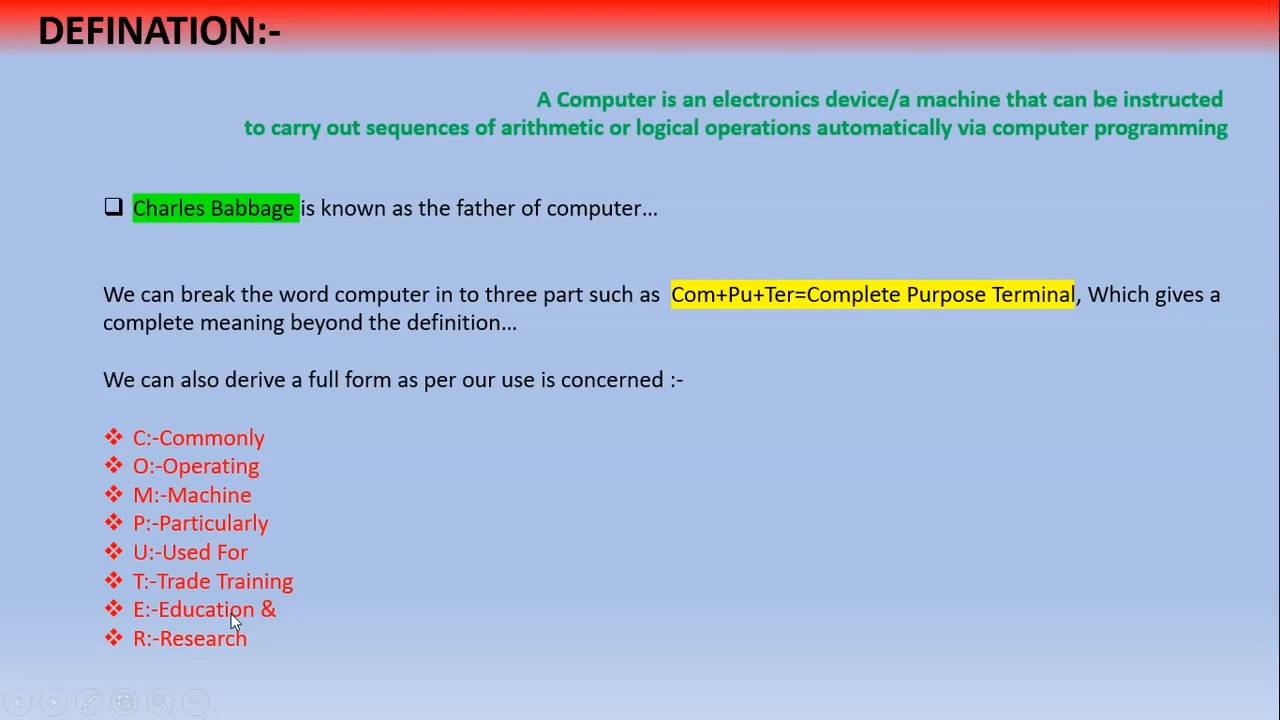 DEFINATION:-
A Computer is an electronics device/a machine that can be instructed
to carry out sequences of arithmetic or logical operations automatically via computer programming
Charles Babbage is known as the father of computer...
We can break the word computer in to three part such as Com+Pu+Ter=Complete Purpose Terminal, Which gives a
complete meaning beyond the definition...
We can also derive a full form as per our use is concerned :-
C:-Commonly
O:-Operating
M:-Machine
P:-Particularly
U:-Used For
T:-Trade Training
E:-Education &
R:-Research